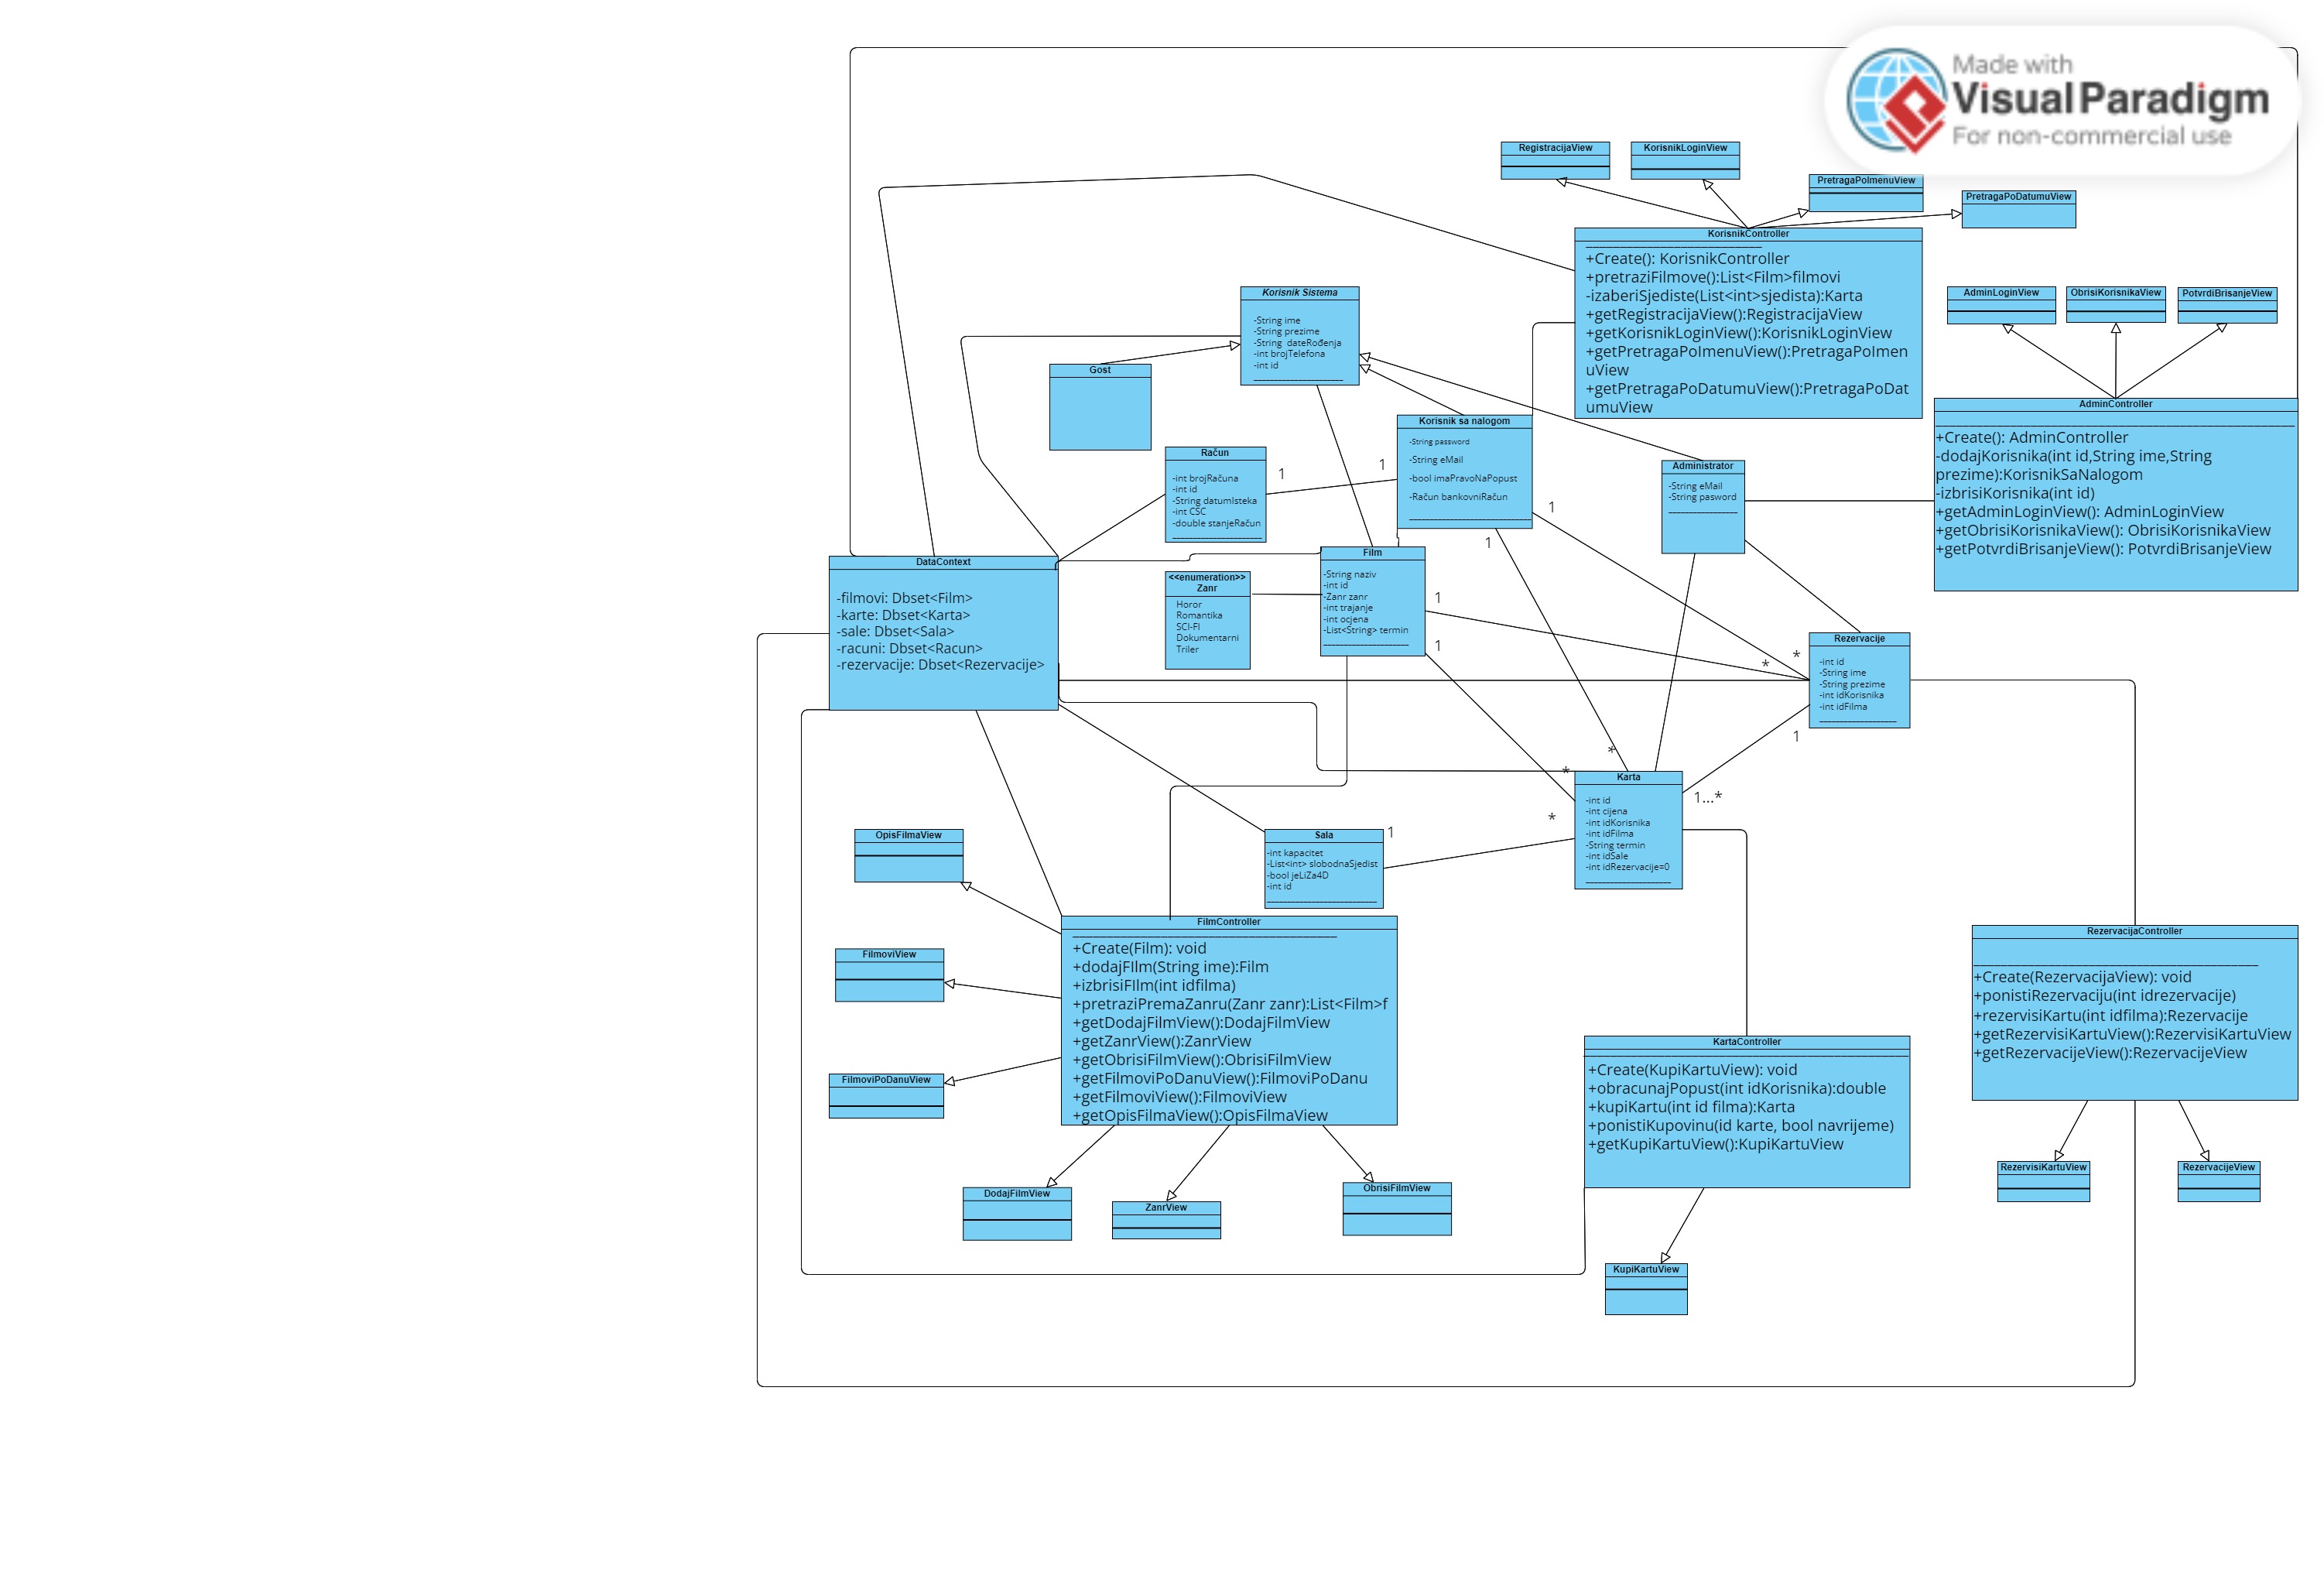 Made with
Visual Paradigm
For non-commercial use
RegistracijaView
KorisnikLoginView
PretragaPoImenuView
PretragaPoDatumuView
KorisnikController
+Create(): KorisnikController
+pretraziFilmove():List<Film>filmovi
-izaberiSjediste(List<int>sjedista):Karta
+getRegistracijaView():RegistracijaView
+getKorisnikLoginView():KorisnikLoginView
+getPretragaPoImenuView():PretragaPoImen
uView
+getPretragaPoDatumuView():PretragaPoDat
umuView
AdminLoginView
ObrisiKorisnikaView
PotvrdiBrisanjeView
AdminController
+Create(): AdminController
-dodajKorisnika(int id,String ime,String
prezime):KorisnikSaNalogom
-izbrisiKorisnika(int id)
+getAdminLoginView(): AdminLoginView
+getObrisiKorisnikaView(): ObrisiKorisnikaView
+getPotvrdiBrisanjeView(): PotvrdiBrisanjeView
Korisnik Sistema
-String ime
-String prezime
-String dateRođenja
-int brojTelefona
-int id
Gost
Korisnik sa nalogom
-String password
-String eMail
-bool imaPravoNaPopust
-Račun bankovniRačun
Račun
-int brojRačuna
-int id
-String datumIsteka
-int CSC
-double stanjeRačun
1
1
1
1
Administrator
-String eMail
-String pasword
DataContext
-filmovi: Dbset<Film>
-karte: Dbset<Karta>
-sale: Dbset<Sala>
-racuni: Dbset<Racun>
-rezervacije: Dbset<Rezervacije>
<<enumeration>>
Zanr
Horor
Romantika
SCI-FI
Dokumentarni
Triler
Film
-String naziv
-int id
-Zanr zanr
-int trajanje
-int ocjena
-List<String> termin
1
1
*
*
Rezervacije
-int id
-String ime
-String prezime
-int idKorisnika
-int idFilma
1
*
*
1...*
Karta
-int id
-int cijena
-int idKorisnika
-int idFilma
-String termin
-int idSale
-int idRezervacije=0
*
1
Sala
-int kapacitet
-List<int> slobodnaSjedist
-bool jeLiZa4D
-int id
OpisFilmaView
FilmoviView
FilmoviPoDanuView
FilmController
+Create(Film): void
+dodajFIlm(String ime):Film
+izbrisiFIlm(int idfilma)
+pretraziPremaZanru(Zanr zanr):List<Film>f
+getDodajFilmView():DodajFilmView
+getZanrView():ZanrView
+getObrisiFilmView():ObrisiFilmView
+getFilmoviPoDanuView():FilmoviPoDanu
+getFilmoviView():FilmoviView
+getOpisFilmaView():OpisFilmaView
DodajFilmView
ZanrView
ObrisiFilmView
KartaController
+Create(KupiKartuView): void
+obracunajPopust(int idKorisnika):double
+kupiKartu(int id filma):Karta
+ponistiKupovinu(id karte, bool navrijeme)
+getKupiKartuView():KupiKartuView
KupiKartuView
RezervacijaController
+Create(RezervacijaView): void
+ponistiRezervaciju(int idrezervacije)
+rezervisiKartu(int idfilma):Rezervacije
+getRezervisiKartuView():RezervisiKartuView
+getRezervacijeView():RezervacijeView
RezervisiKartuView
RezervacijeView